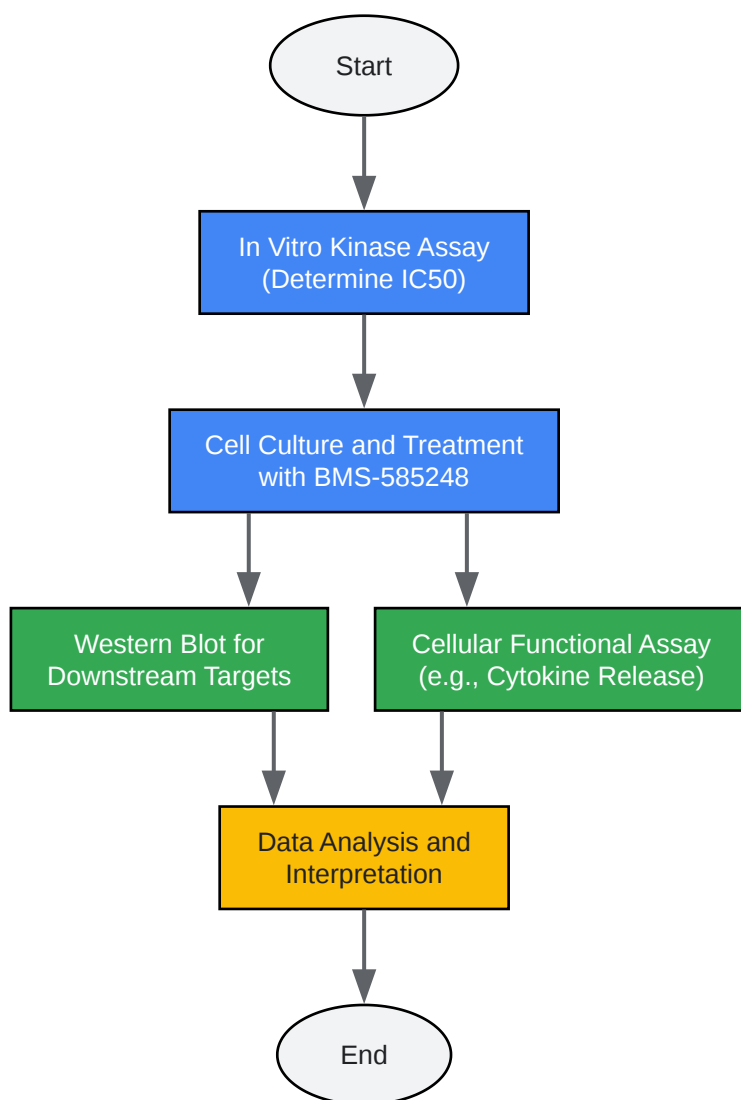 Start
In Vitro Kinase Assay
(Determine IC50)
Cell Culture and Treatment
with BMS-585248
Western Blot for
Downstream Targets
Cellular Functional Assay
(e.g., Cytokine Release)
Data Analysis and
Interpretation
End